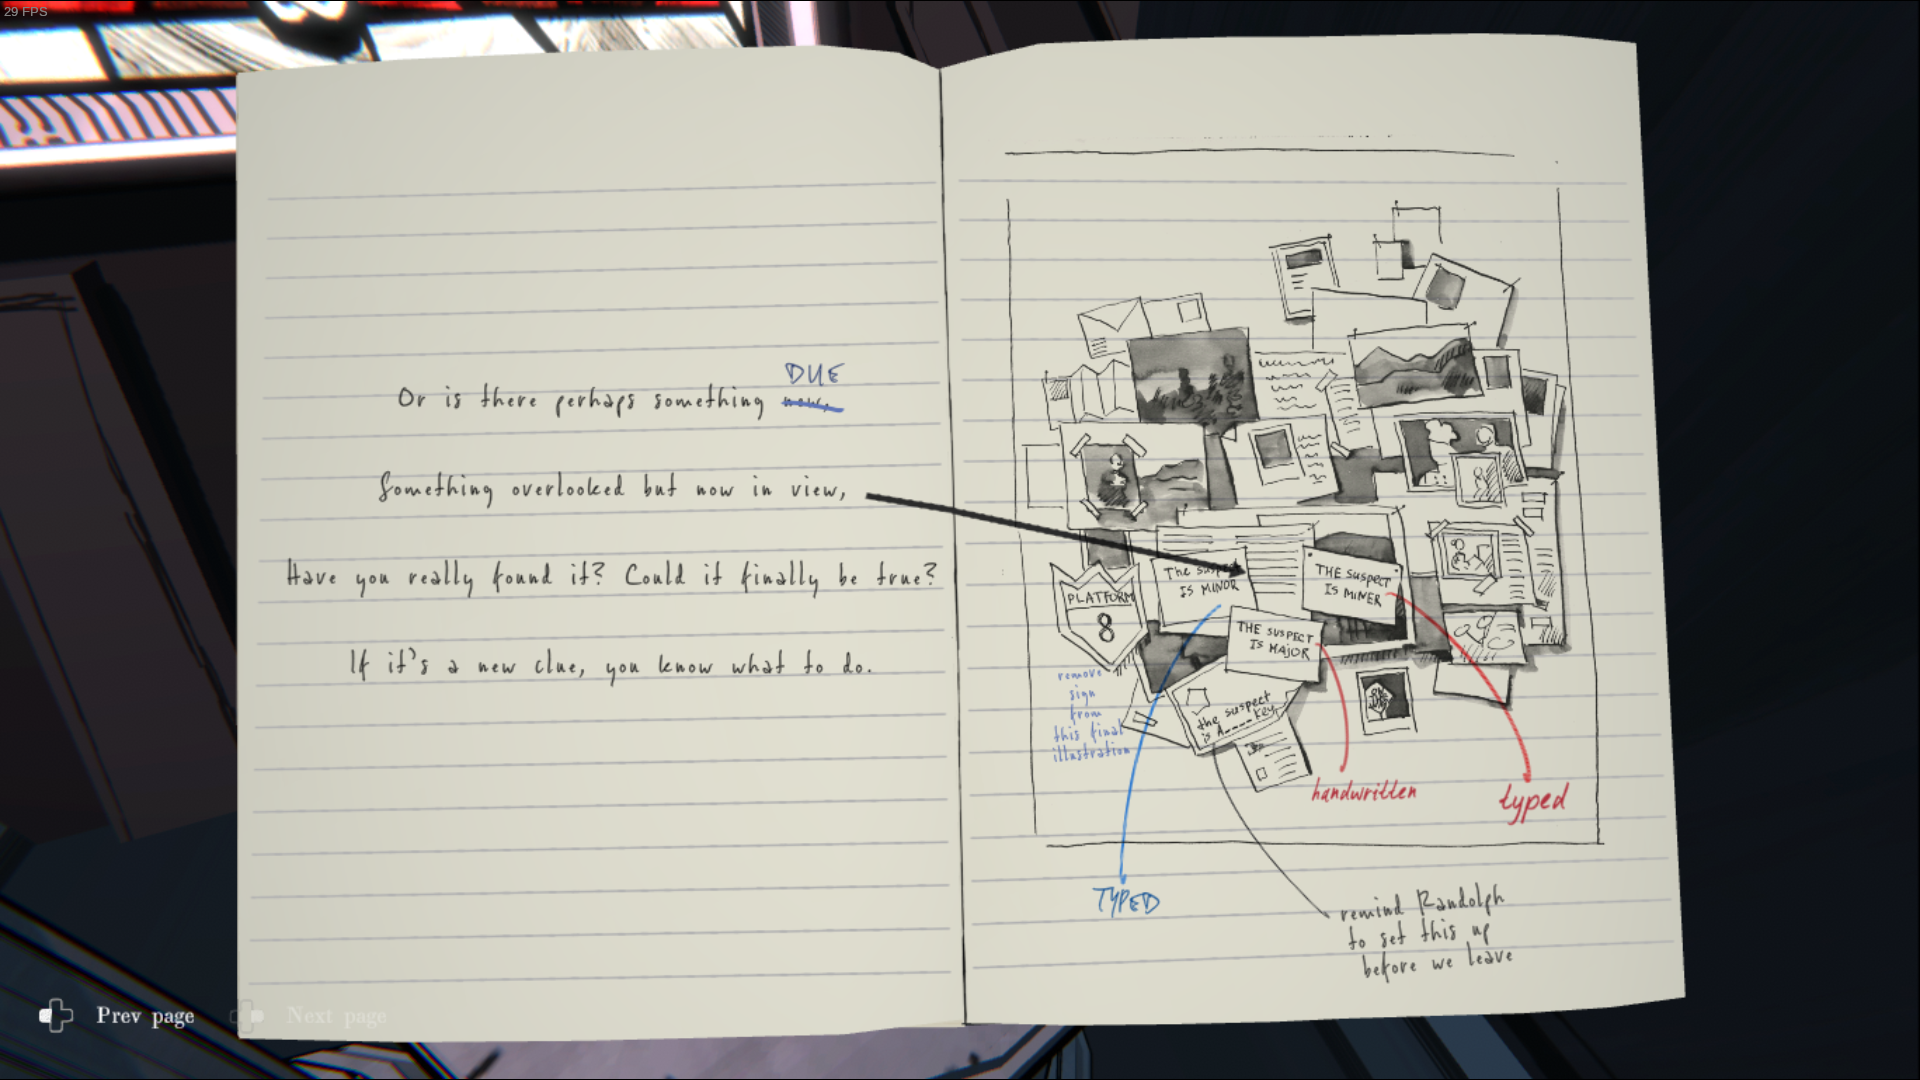 29 FPS
DUE
Or is there perhaps something new,
Something overlooked but now in view,
Have you really found it? Could it finally be true?
If it's a new clue, you know what to do.
PLATFORM
8
The suspect
IS MINOR
THE SUSPECT
IS MINER
THE SUSPECT
IS MAJOR
the suspect
is A____ Key
remove
sign
from
this final
illustration
handwritten
typed
TYPED
remind Randolph
to set this up
before we leave
Prev page
Next page